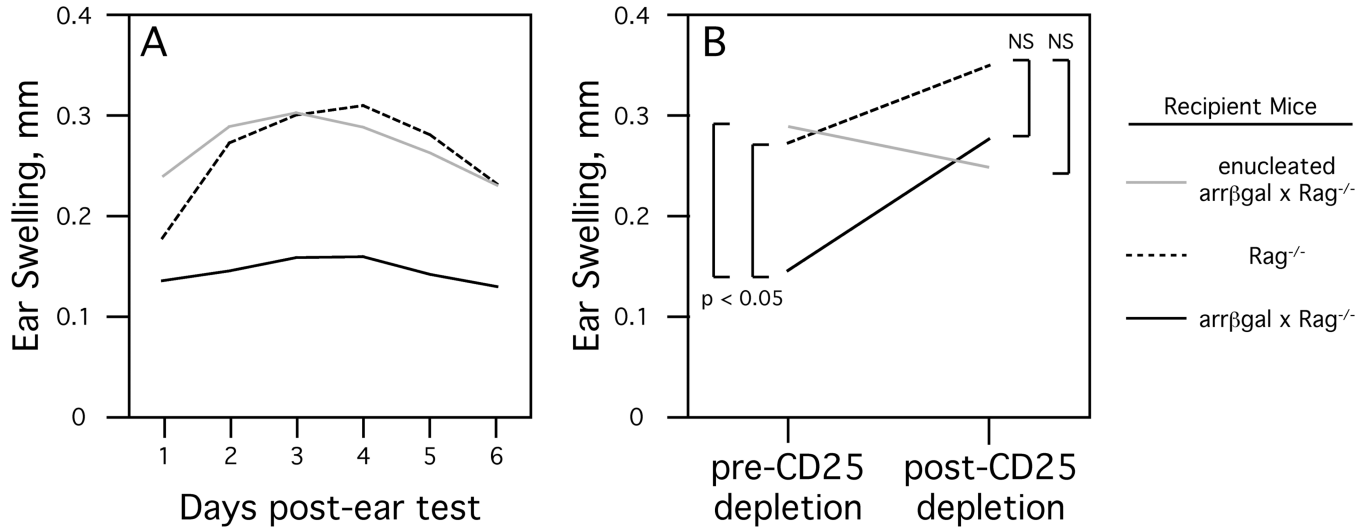 A
Ear Swelling, mm
0.4
0.3
0.2
0.1
0
1 2 3 4 5 6
Days post-ear test
B
Ear Swelling, mm
0.4
0.3
0.2
0.1
0
NS NS
p < 0.05
pre-CD25
depletion
post-CD25
depletion
Recipient Mice
enucleated
arrβgal x Rag-/-
Rag-/-
arrβgal x Rag-/-